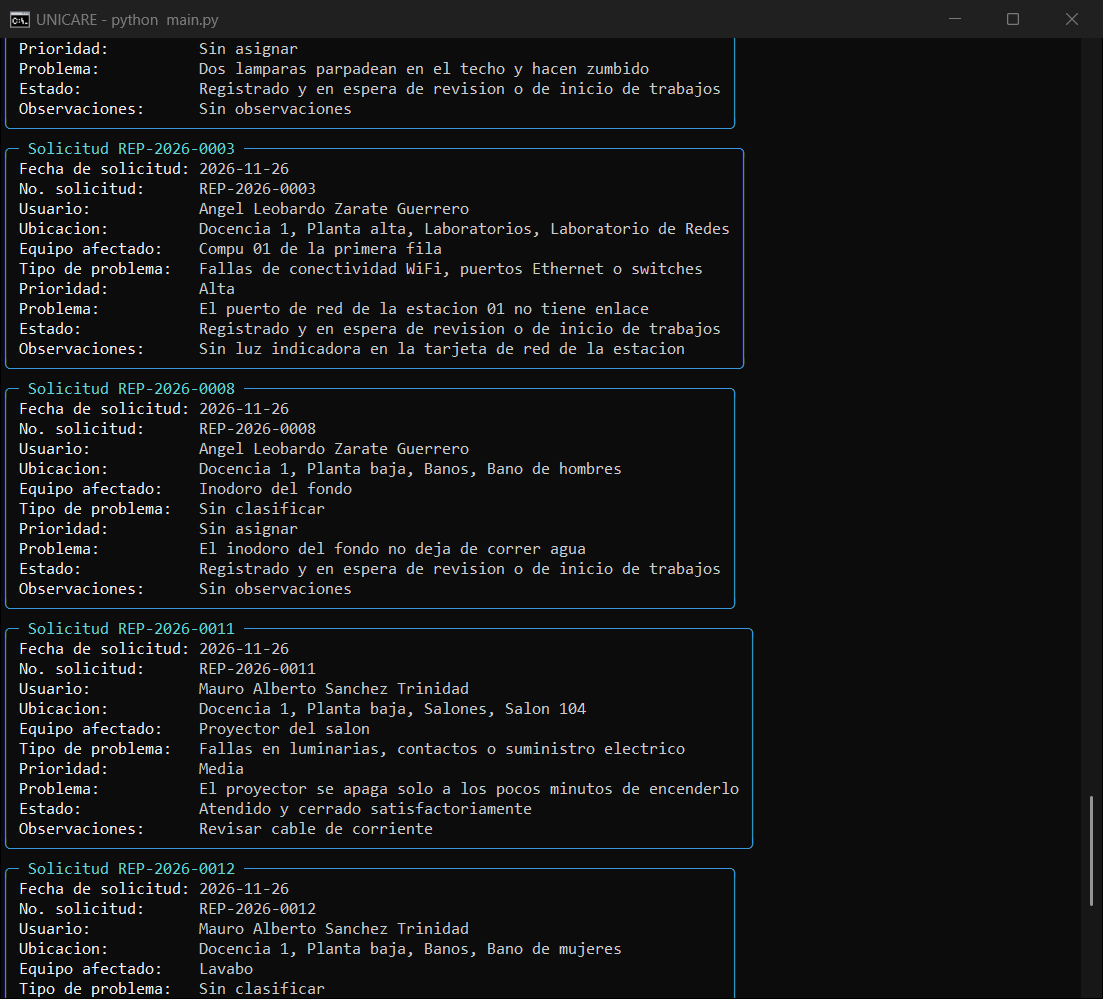 UNICARE - python  main.py
Prioridad: Sin asignar
Problema: Dos lamparas parpadean en el techo y hacen zumbido
Estado: Registrado y en espera de revision o de inicio de trabajos
Observaciones: Sin observaciones
Solicitud REP-2026-0003
Fecha de solicitud: 2026-11-26
No. solicitud: REP-2026-0003
Usuario: Angel Leobardo Zarate Guerrero
Ubicacion: Docencia 1, Planta alta, Laboratorios, Laboratorio de Redes
Equipo afectado: Compu 01 de la primera fila
Tipo de problema: Fallas de conectividad WiFi, puertos Ethernet o switches
Prioridad: Alta
Problema: El puerto de red de la estacion 01 no tiene enlace
Estado: Registrado y en espera de revision o de inicio de trabajos
Observaciones: Sin luz indicadora en la tarjeta de red de la estacion
Solicitud REP-2026-0008
Fecha de solicitud: 2026-11-26
No. solicitud: REP-2026-0008
Usuario: Angel Leobardo Zarate Guerrero
Ubicacion: Docencia 1, Planta baja, Banos, Bano de hombres
Equipo afectado: Inodoro del fondo
Tipo de problema: Sin clasificar
Prioridad: Sin asignar
Problema: El inodoro del fondo no deja de correr agua
Estado: Registrado y en espera de revision o de inicio de trabajos
Observaciones: Sin observaciones
Solicitud REP-2026-0011
Fecha de solicitud: 2026-11-26
No. solicitud: REP-2026-0011
Usuario: Mauro Alberto Sanchez Trinidad
Ubicacion: Docencia 1, Planta baja, Salones, Salon 104
Equipo afectado: Proyector del salon
Tipo de problema: Fallas en luminarias, contactos o suministro electrico
Prioridad: Media
Problema: El proyector se apaga solo a los pocos minutos de encenderlo
Estado: Atendido y cerrado satisfactoriamente
Observaciones: Revisar cable de corriente
Solicitud REP-2026-0012
Fecha de solicitud: 2026-11-26
No. solicitud: REP-2026-0012
Usuario: Mauro Alberto Sanchez Trinidad
Ubicacion: Docencia 1, Planta baja, Banos, Bano de mujeres
Equipo afectado: Lavabo
Tipo de problema: Sin clasificar